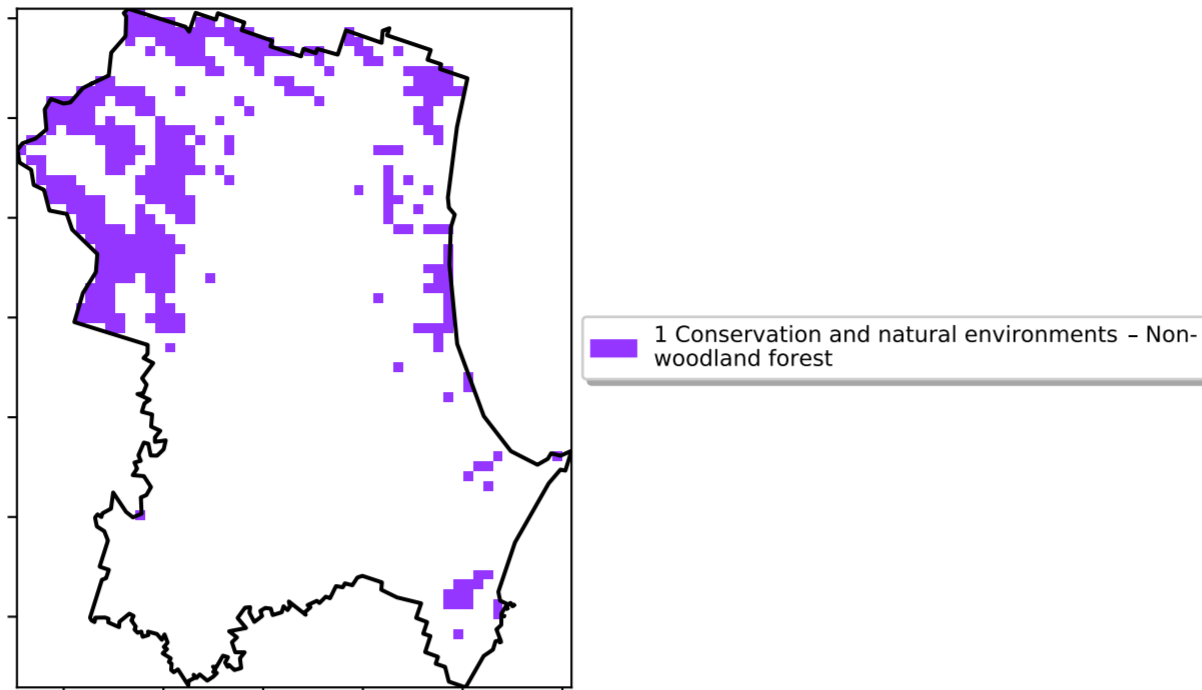 1 Conservation and natural environments – Non-
woodland forest